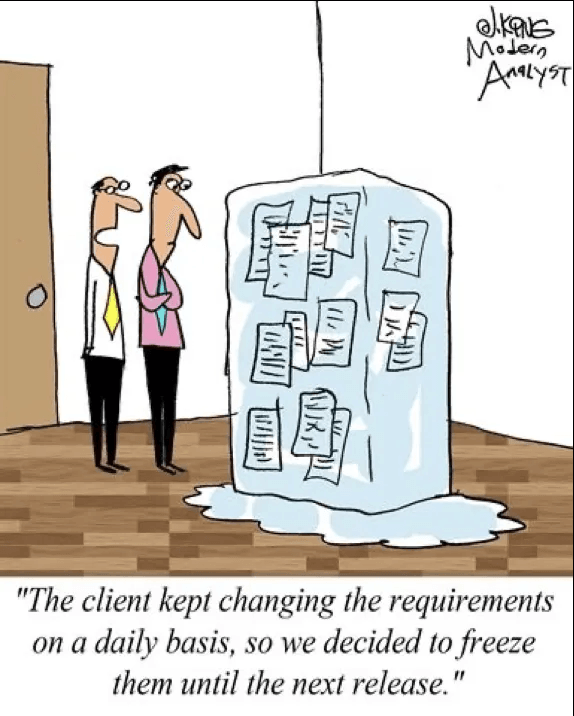 @J.KONG
Modern
Analyst
"The client kept changing the requirements
on a daily basis, so we decided to freeze
them until the next release."